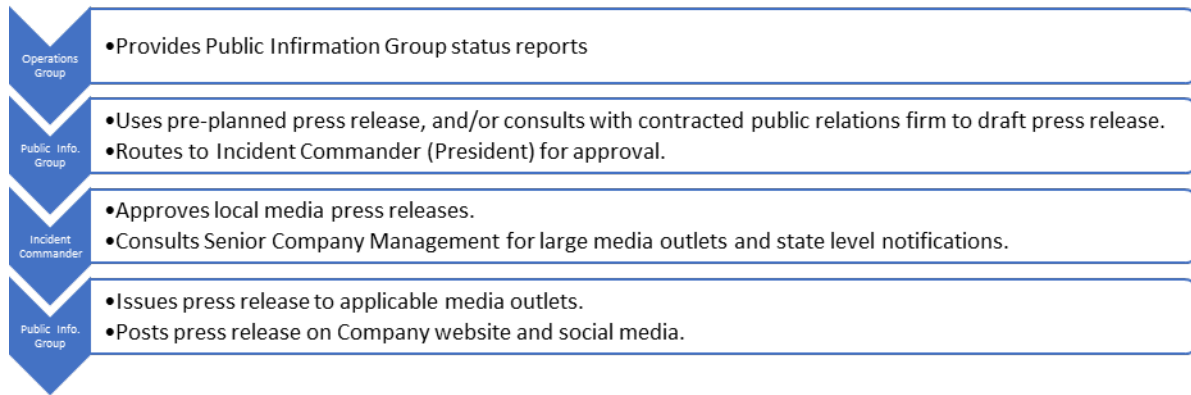 Operations
Group
•Provides Public Infirmation Group status reports
Public Info.
Group
•Uses pre-planned press release, and/or consults with contracted public relations firm to draft press release.
•Routes to Incident Commander (President) for approval.
Incident
Commander
•Approves local media press releases.
•Consults Senior Company Management for large media outlets and state level notifications.
Public Info.
Group
•Issues press release to applicable media outlets.
•Posts press release on Company website and social media.